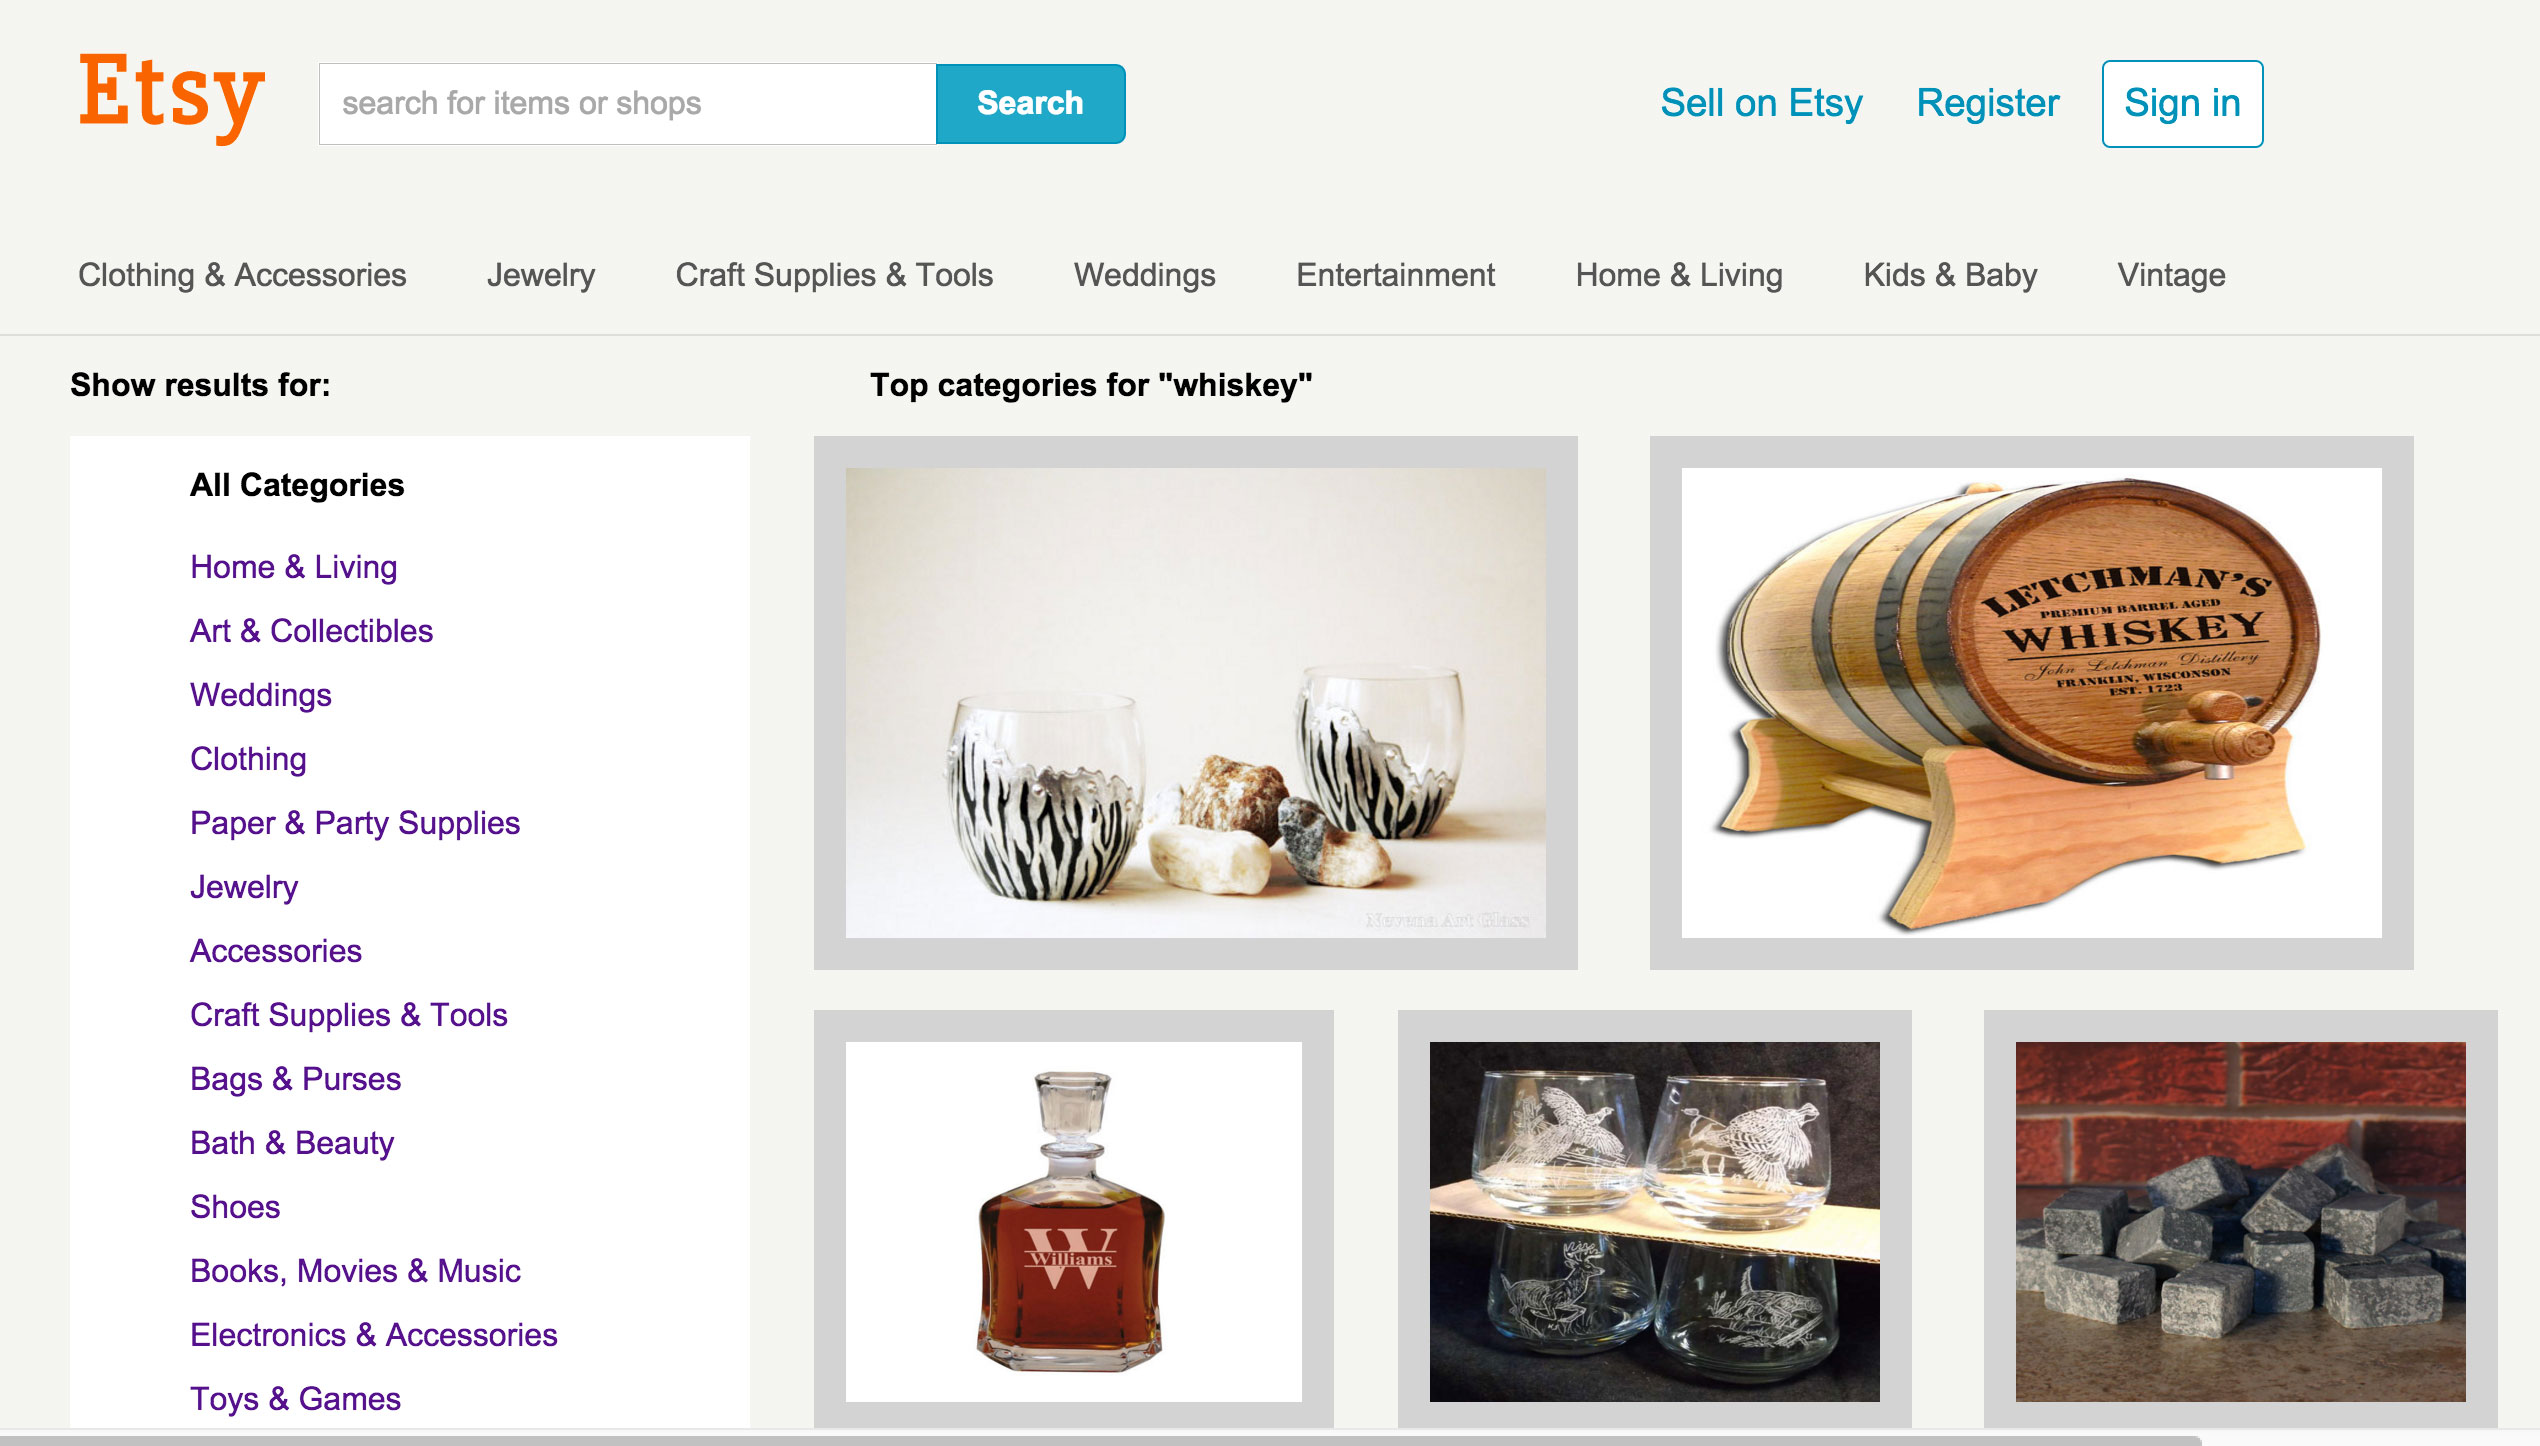 Etsy
search for items or shops
Search
Sell on Etsy
Register
Sign in
Clothing & Accessories
Jewelry
Craft Supplies & Tools
Weddings
Entertainment
Home & Living
Kids & Baby
Vintage
Show results for:
All Categories
Home & Living
Art & Collectibles
Weddings
Clothing
Paper & Party Supplies
Jewelry
Accessories
Craft Supplies & Tools
Bags & Purses
Bath & Beauty
Shoes
Books, Movies & Music
Electronics & Accessories
Toys & Games
Top categories for "whiskey"
Nevena Art Glass
LETCHMAN'S
PREMIUM BARREL AGED
WHISKEY
John Letchman Distillery
FRANKLIN, WISCONSON
EST. 1723
W
Williams